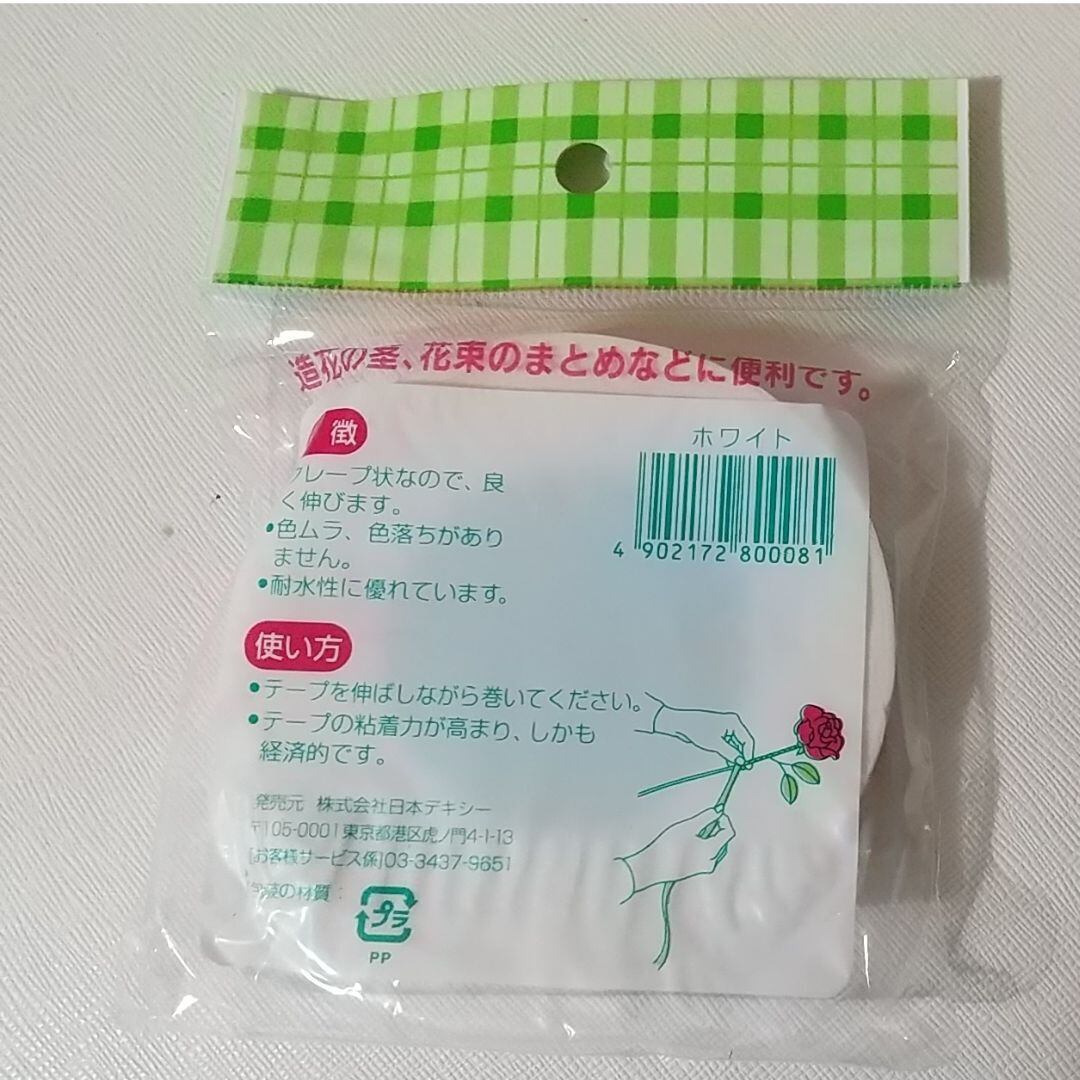 造花の茎、花束のまとめなどに便利です。
徴
ホワイト
クレープ状なので、良
く伸びます。
•色ムラ、色落ちがあり
ません。
•耐水性に優れています。
4 902172 800081
使い方
•テープを伸ばしながら巻いてください。
•テープの粘着力が高まり、しかも
経済的です。
発売元 株式会社日本デキシー
〒105-0001東京都港区虎ノ門4-1-13
[お客様サービス係]03-3437-9651
包装の材質:
プラ
PP